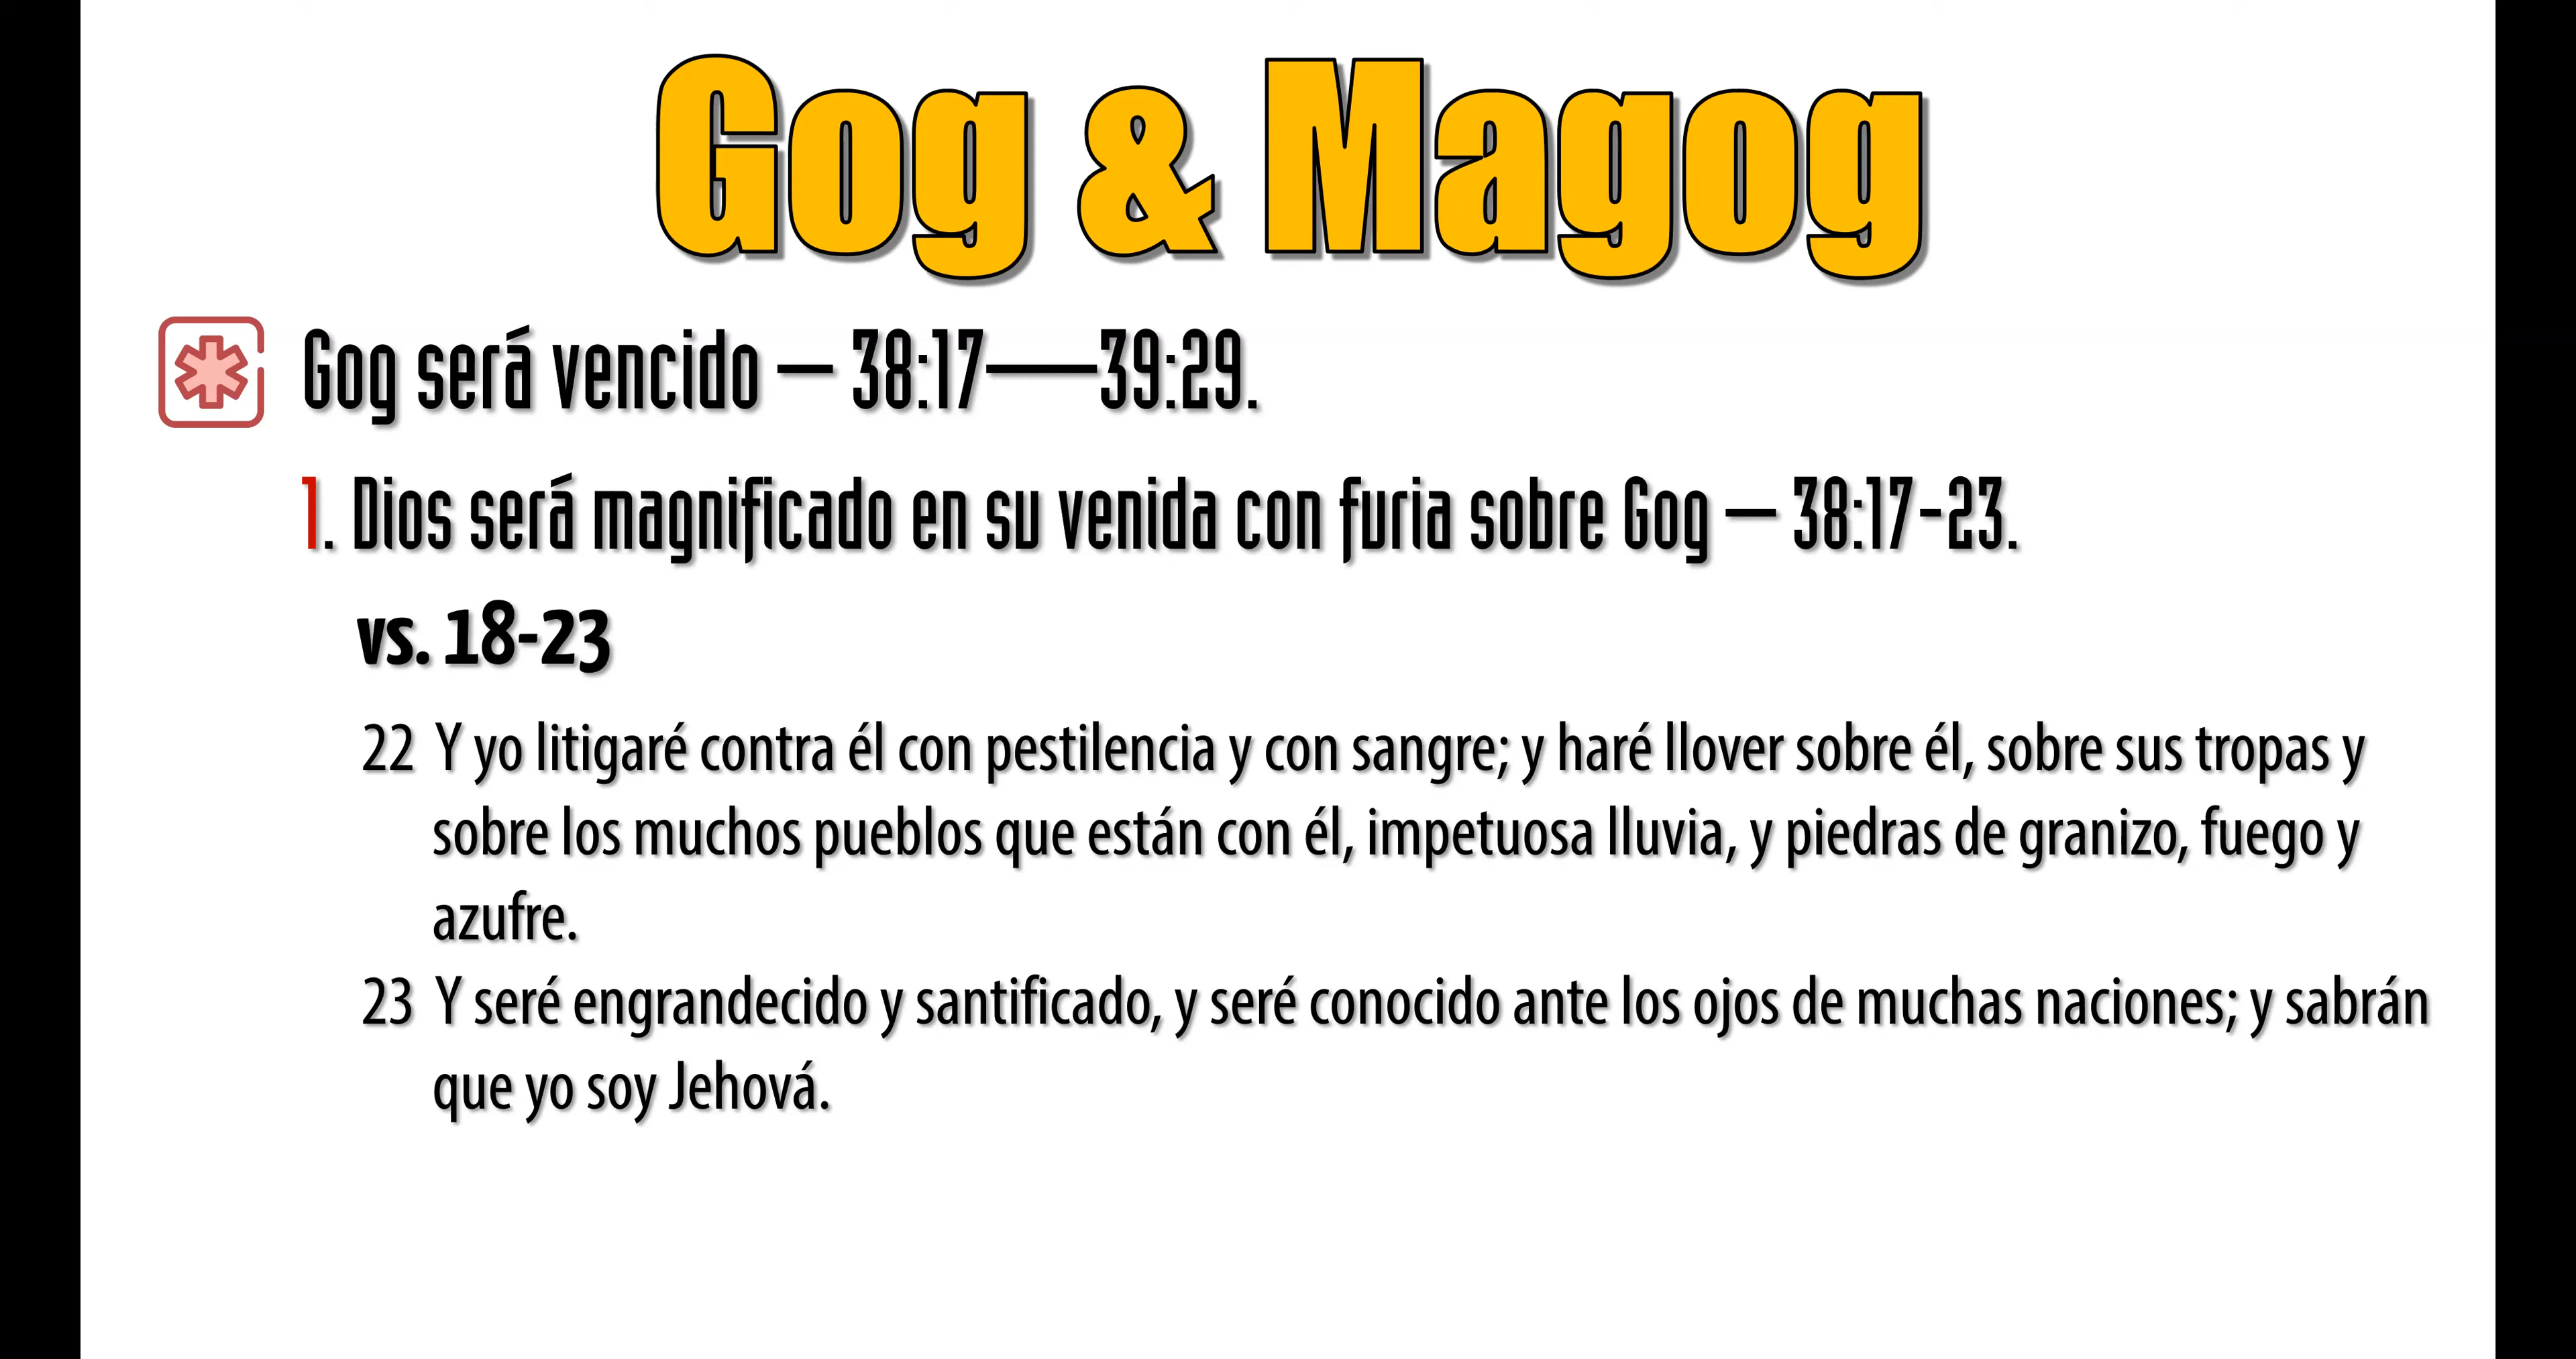 Gog & Magog
Gog será vencido — 38:17——39:29.
1. Dios será magnificado en su venida con furia sobre Gog — 38:17-23.
vs. 18-23
22 Y yo litigaré contra él con pestilencia y con sangre; y haré llover sobre él, sobre sus tropas y
sobre los muchos pueblos que están con él, impetuosa lluvia, y piedras de granizo, fuego y
azufre.
23 Y seré engrandecido y santificado, y seré conocido ante los ojos de muchas naciones; y sabrán
que yo soy Jehová.